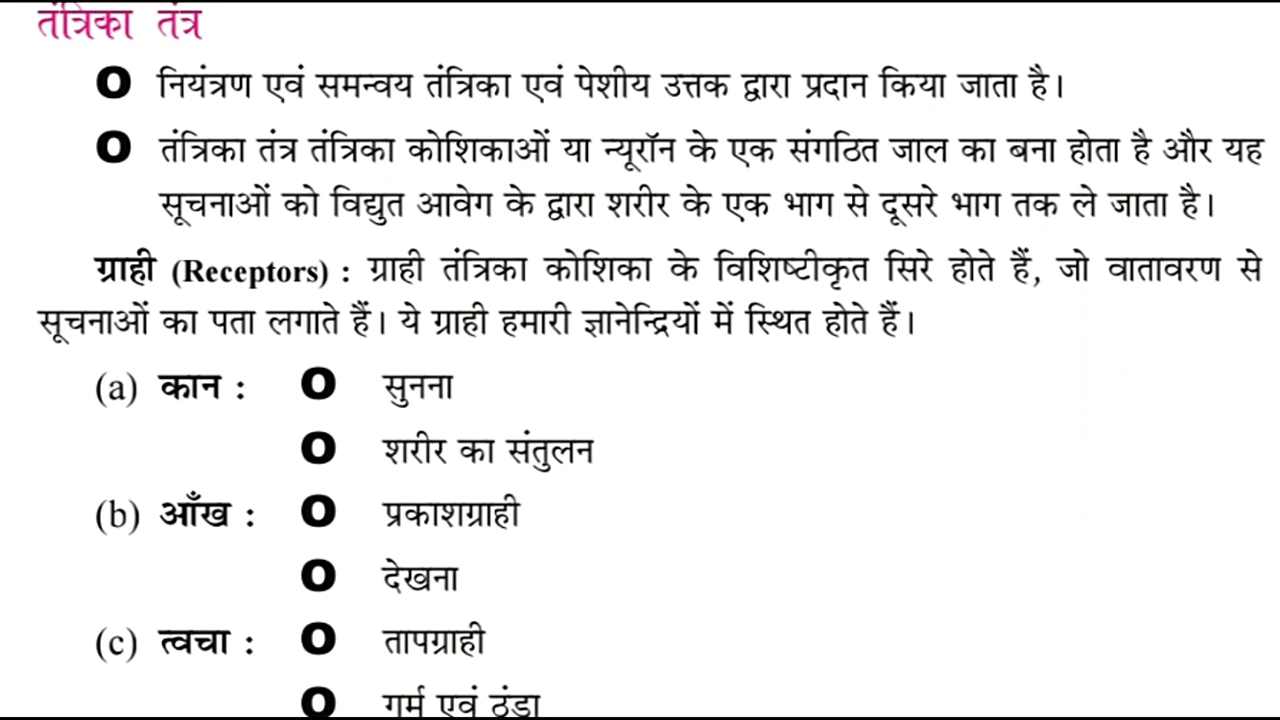 तंत्रिका तंत्र
O नियंत्रण एवं समन्वय तंत्रिका एवं पेशीय उत्तक द्वारा प्रदान किया जाता है।
O तंत्रिका तंत्र तंत्रिका कोशिकाओं या न्यूरॉन के एक संगठित जाल का बना होता है और यह
सूचनाओं को विद्युत आवेग के द्वारा शरीर के एक भाग से दूसरे भाग तक ले जाता है।
ग्राही (Receptors) : ग्राही तंत्रिका कोशिका के विशिष्टीकृत सिरे होते हैं, जो वातावरण से
सूचनाओं का पता लगाते हैं। ये ग्राही हमारी ज्ञानेन्द्रियों में स्थित होते हैं।
(a) कान : O सुनना
O शरीर का संतुलन
(b) आँख : O प्रकाशग्राही
O देखना
(c) त्वचा : O तापग्राही
O गर्म एवं ठंडा